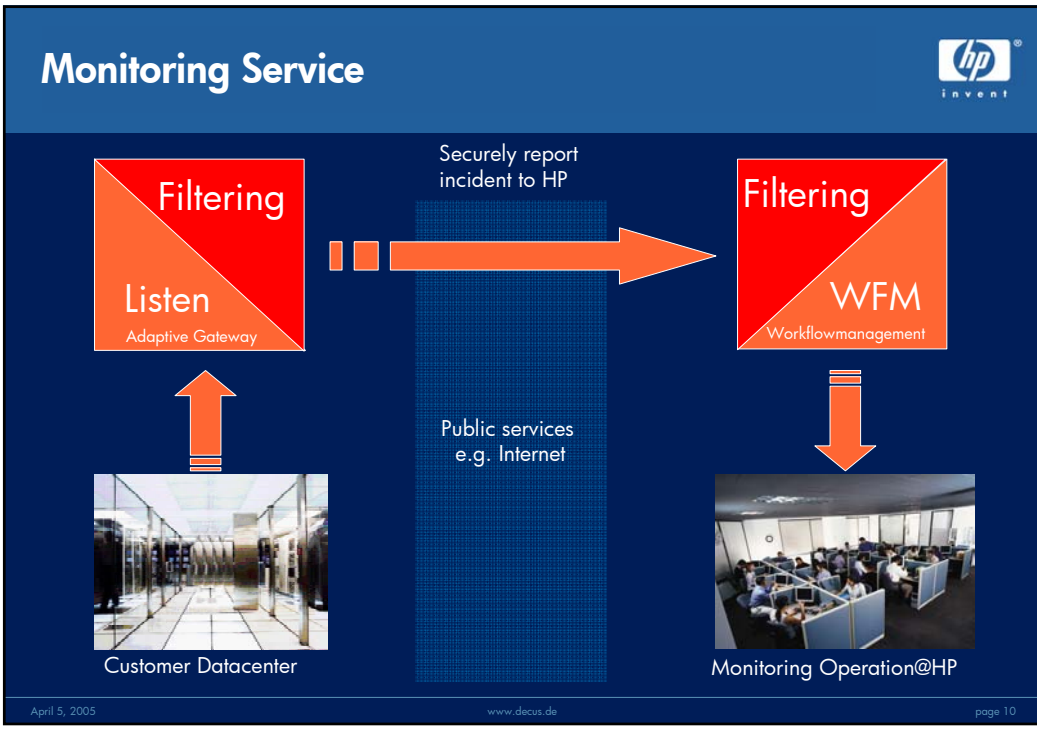 Monitoring Service
hp
®
invent
Securely report
incident to HP
Filtering
Listen
Adaptive Gateway
Filtering
WFM
Workflowmanagement
Public services
e.g. Internet
Customer Datacenter
Monitoring Operation@HP
April 5, 2005
www.decus.de
page 10